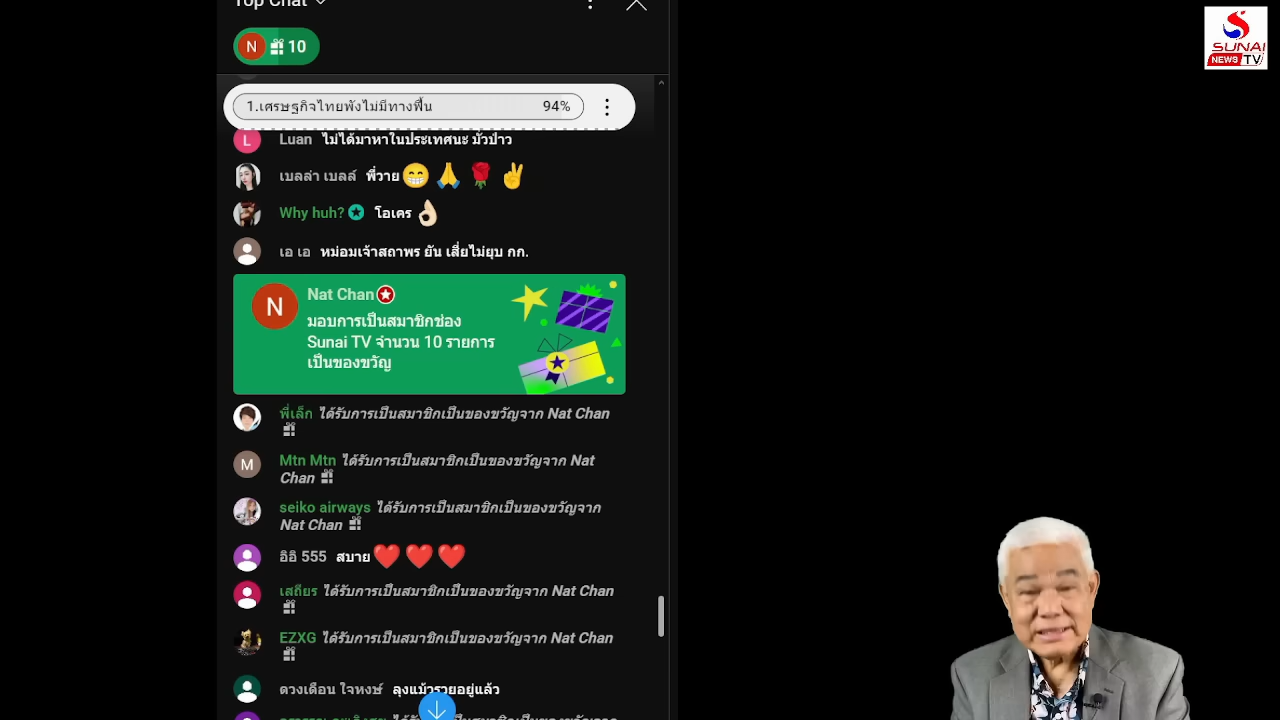 Top Chat
SUNAI
NEWS TV
N 10
1.เศรษฐกิจไทยพังไม่มีทางฟื้น 94%
L Luan ไม่ได้มาหาในประเทศนะ มั่วป่าว
เบลล่า เบลล์ พี่วาย😁🙏🌹✌
Why huh? โอเคร👌🏻
เอ เอ หม่อมเจ้าสถาพร ยัน เสี่ยไม่ยุบ กก.
N Nat Chan
มอบการเป็นสมาชิกช่อง
Sunai TV จำนวน 10 รายการ
เป็นของขวัญ
พี่เล็ก ได้รับการเป็นสมาชิกเป็นของขวัญจาก Nat Chan
M Mtn Mtn ได้รับการเป็นสมาชิกเป็นของขวัญจาก Nat
Chan
seiko airways ได้รับการเป็นสมาชิกเป็นของขวัญจาก
Nat Chan
อิอิ 555 สบาย❤️❤️❤️
เสถียร ได้รับการเป็นสมาชิกเป็นของขวัญจาก Nat Chan
EZXG ได้รับการเป็นสมาชิกเป็นของขวัญจาก Nat Chan
ดวงเดือน ใจหงษ์ ลุงแม้วรวยอยู่แล้ว